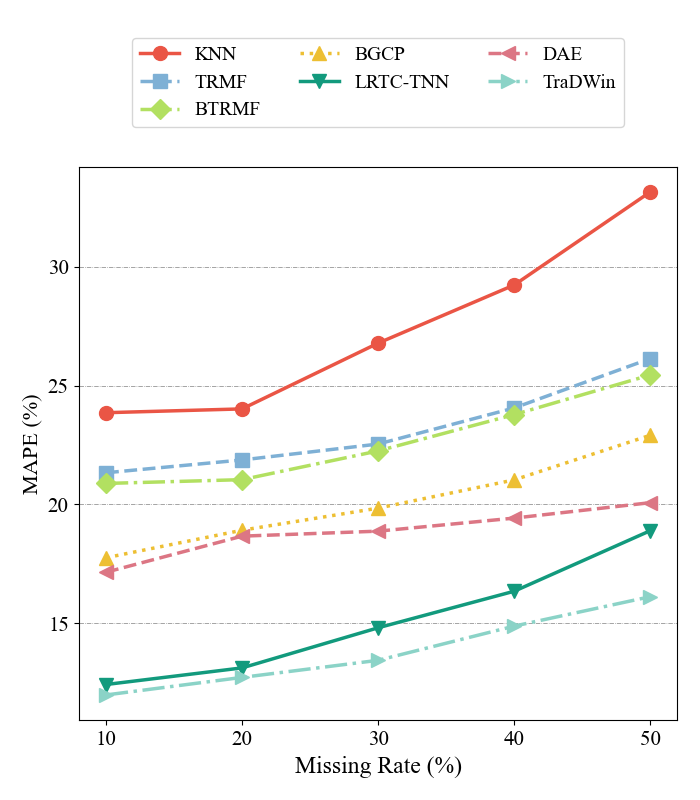 KNN
TRMF
BTRMF
BGCP
LRTC-TNN
DAE
TraDWin
MAPE (%)
30
25
20
15
10 20 30 40 50
Missing Rate (%)